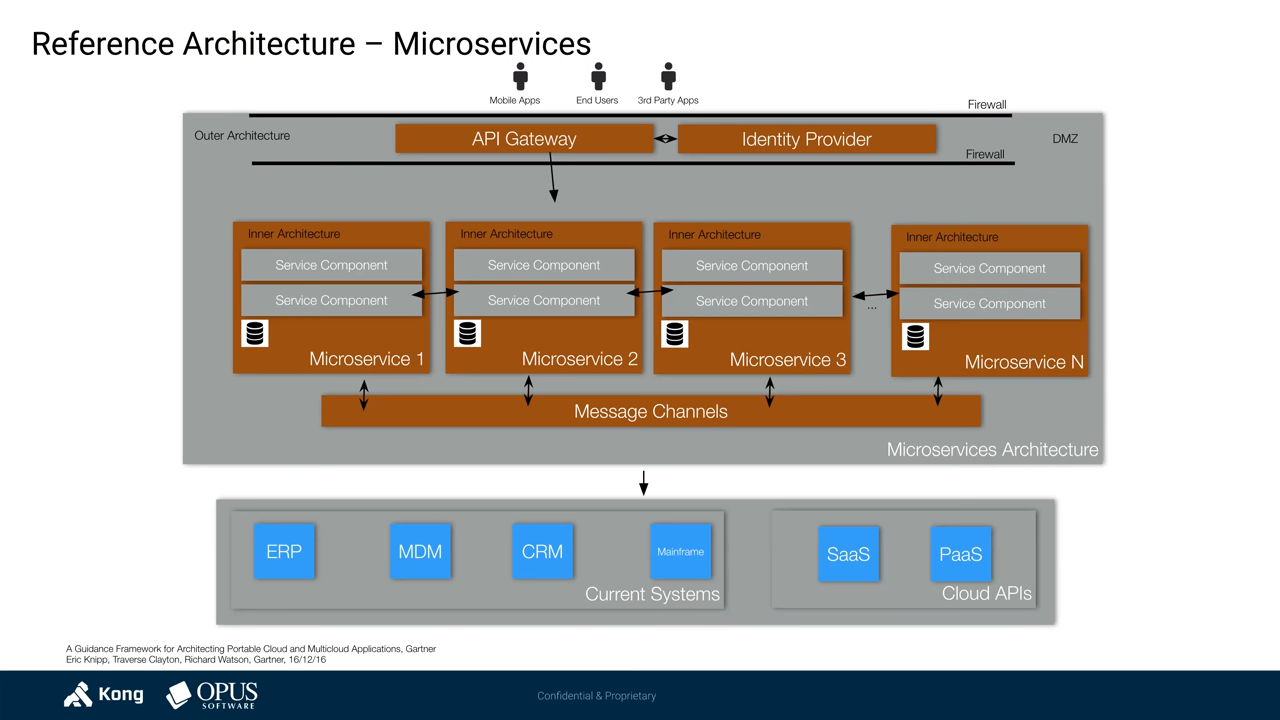 Reference Architecture – Microservices
Mobile Apps
End Users
3rd Party Apps
Firewall
Outer Architecture
API Gateway
Identity Provider
DMZ
Firewall
Inner Architecture
Service Component
Service Component
Microservice 1
Inner Architecture
Service Component
Service Component
Microservice 2
Inner Architecture
Service Component
Service Component
Microservice 3
...
Inner Architecture
Service Component
Service Component
Microservice N
Message Channels
Microservices Architecture
ERP
MDM
CRM
Mainframe
Current Systems
SaaS
PaaS
Cloud APIs
A Guidance Framework for Architecting Portable Cloud and Multicloud Applications, Gartner
Eric Knipp, Traverse Clayton, Richard Watson, Gartner, 16/12/16
Kong
OPUS
SOFTWARE
Confidential & Proprietary